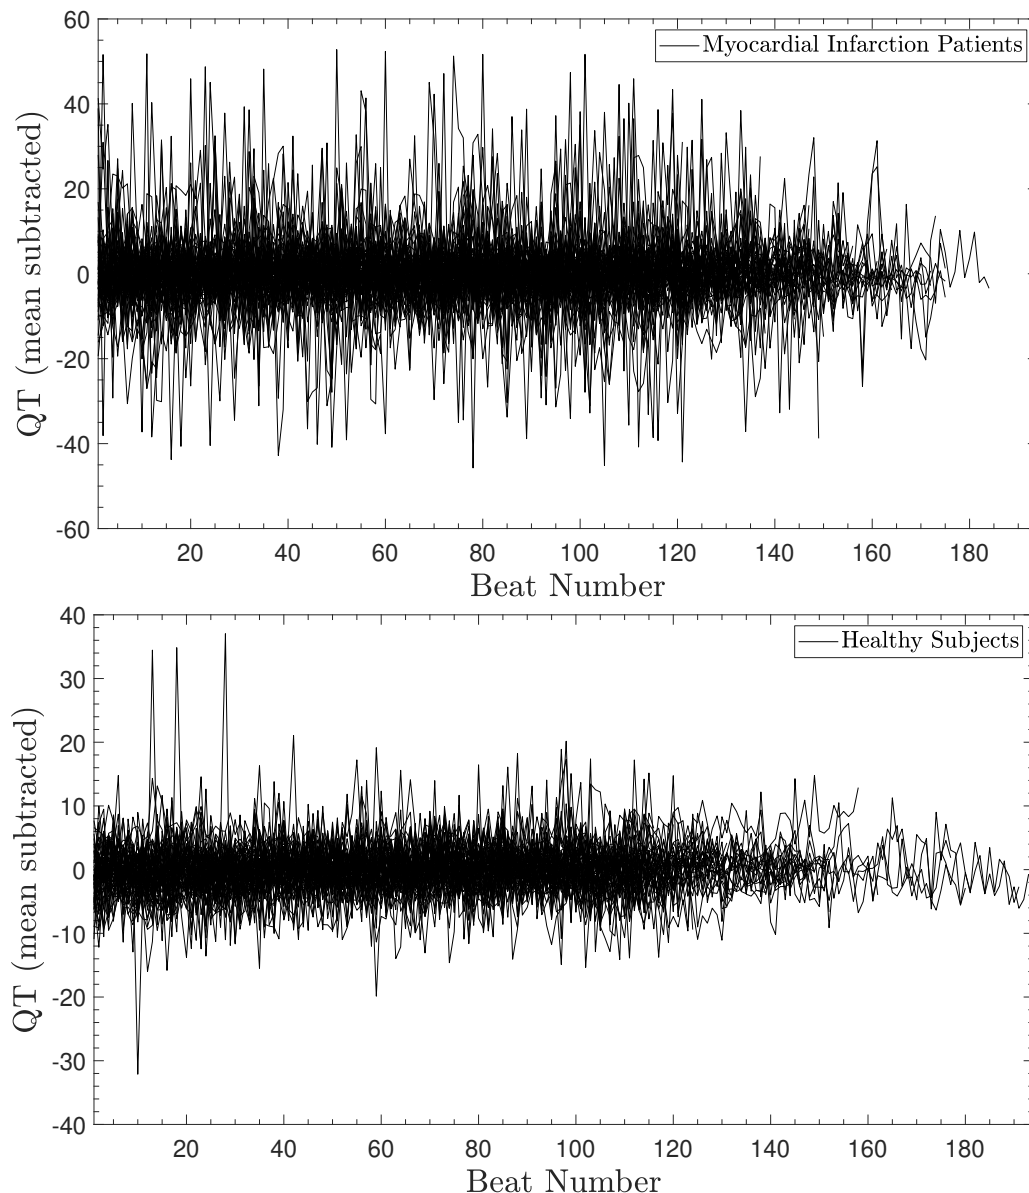 Myocardial Infarction Patients
60
40
20
0
-20
-40
-60
QT (mean subtracted)
20 40 60 80 100 120 140 160 180
Beat Number
Healthy Subjects
40
30
20
10
0
-10
-20
-30
-40
QT (mean subtracted)
20 40 60 80 100 120 140 160 180
Beat Number